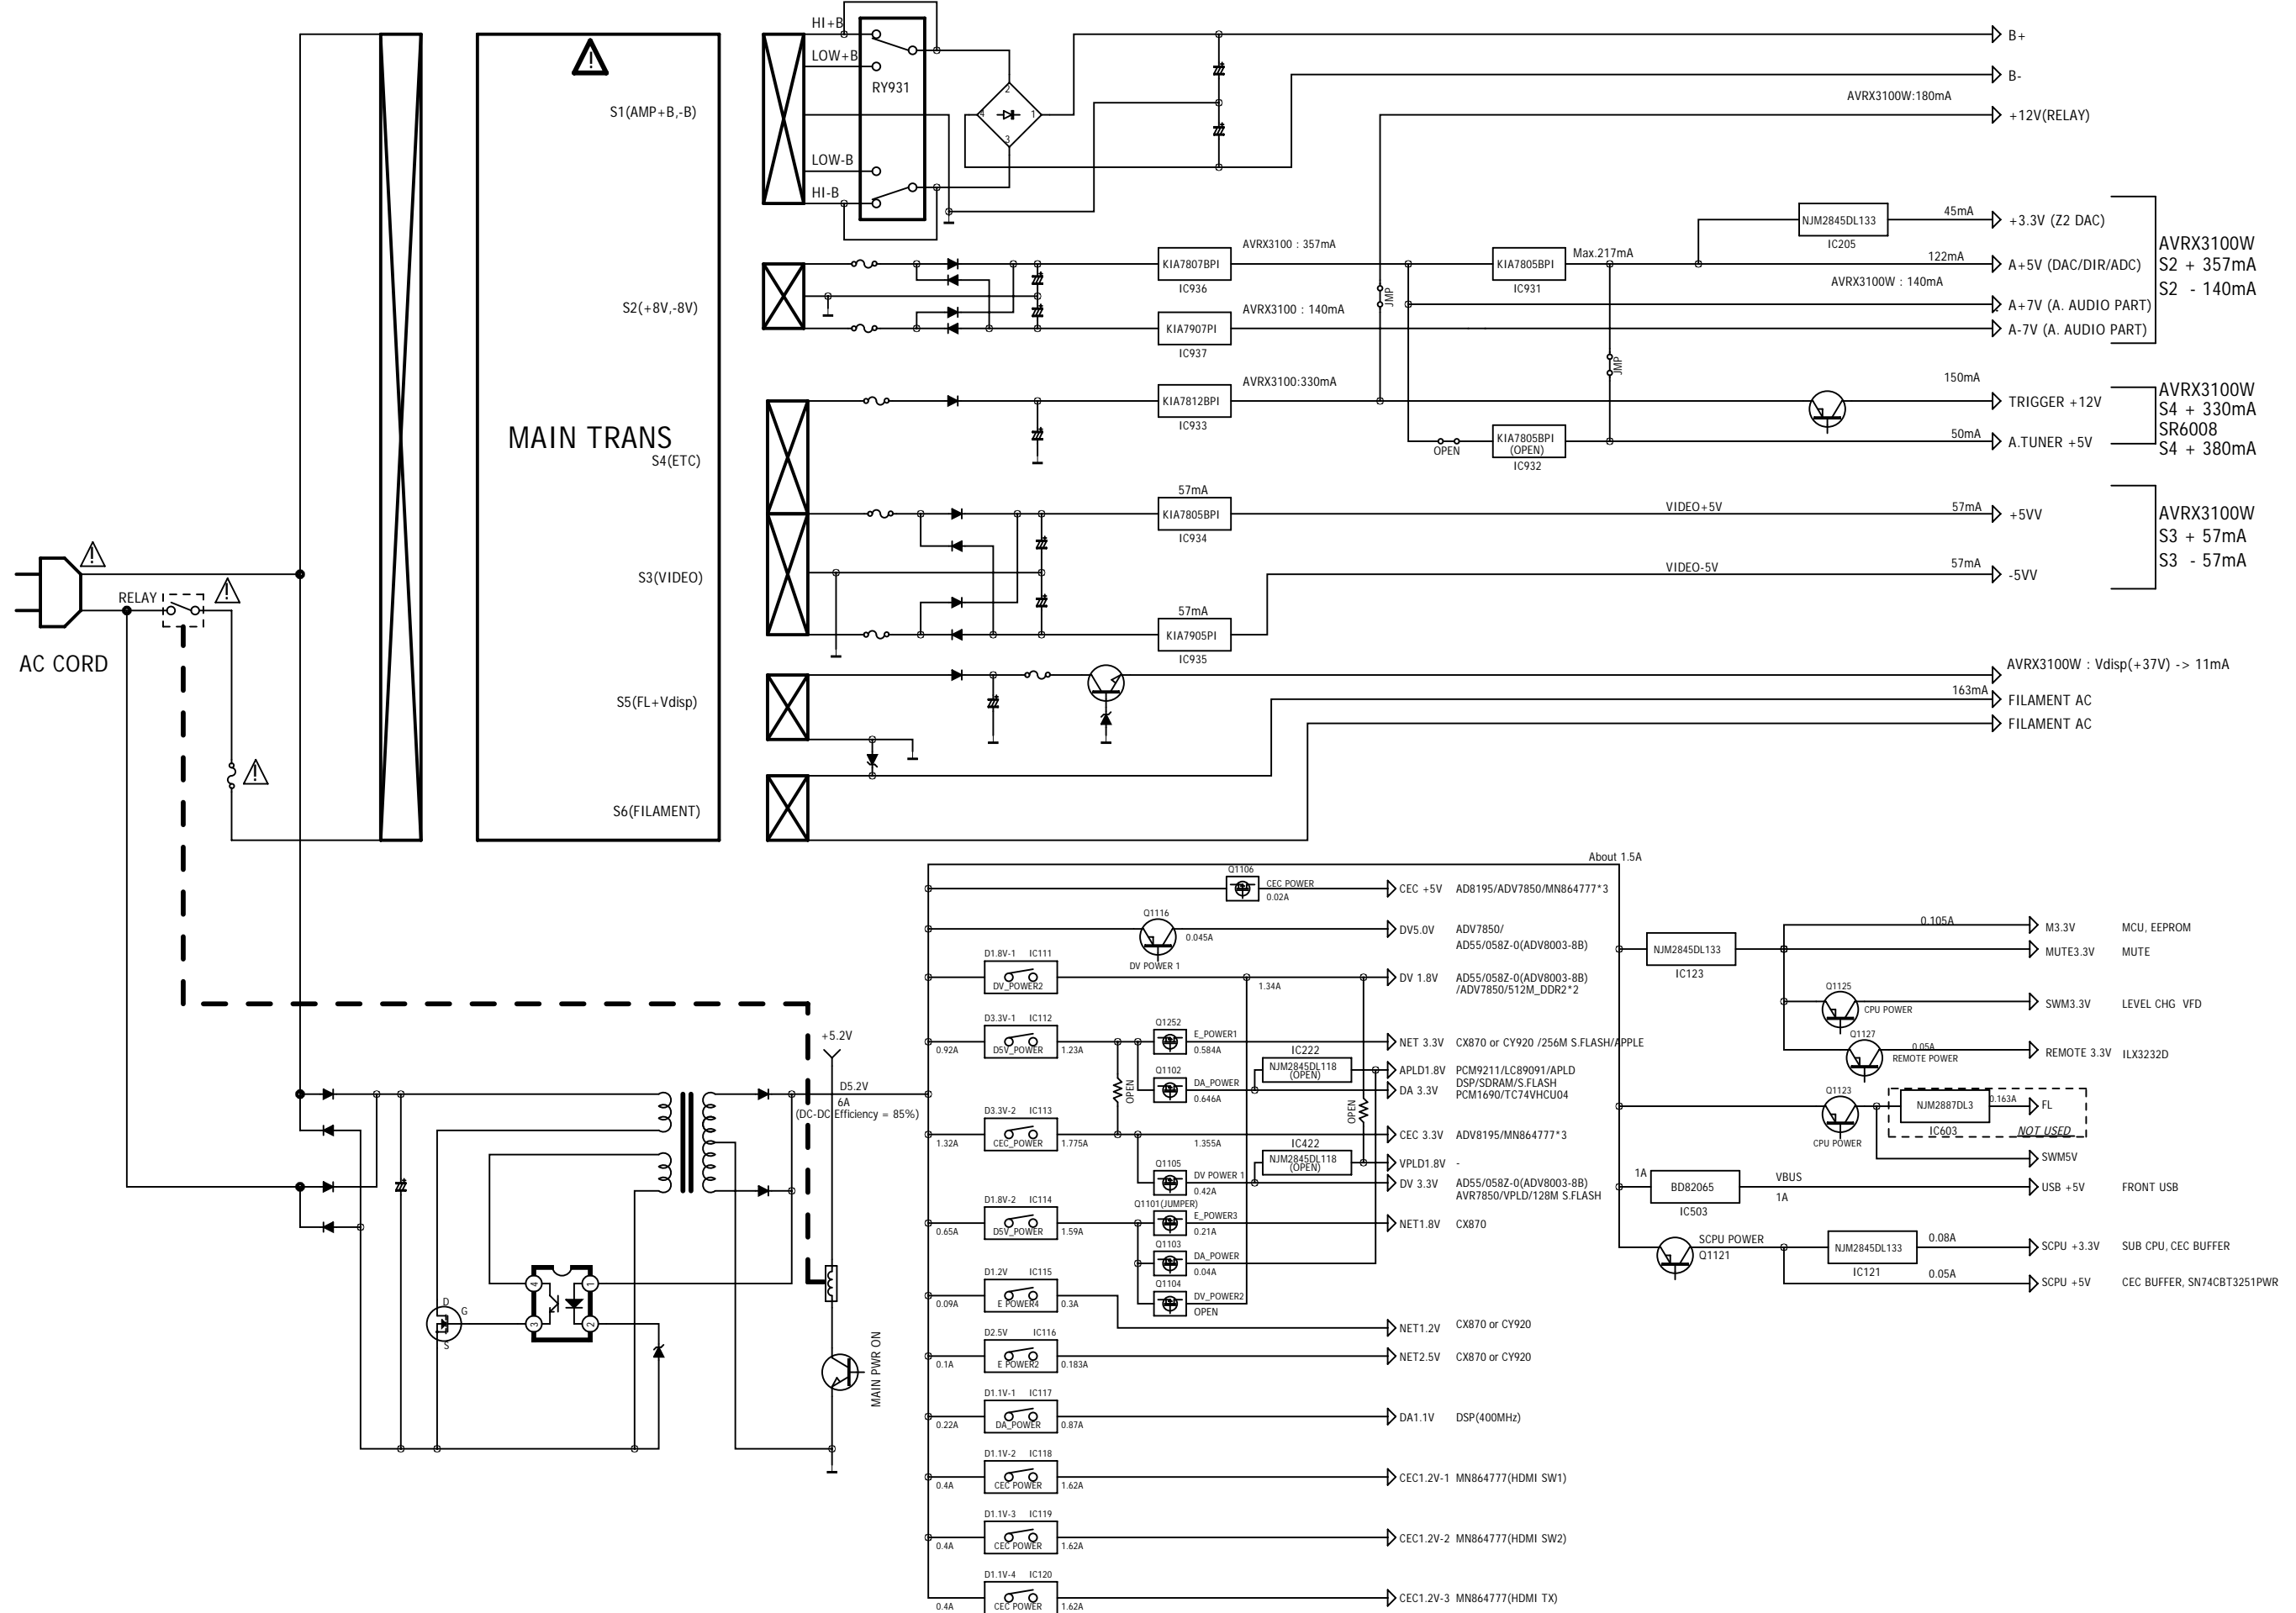 HI+B
LOW+B
RY931
LOW-B
HI-B
2
4
1
3
B+
B-
AVRX3100W:180mA
+12V(RELAY)
S1(AMP+B,-B)
S2(+8V,-8V)
MAIN TRANS
S4(ETC)
S3(VIDEO)
S5(FL+Vdisp)
S6(FILAMENT)
KIA7807BPI
IC936
AVRX3100 : 357mA
KIA7907PI
IC937
AVRX3100 : 140mA
JMP
KIA7805BPI
IC931
Max.217mA
NJM2845DL133
IC205
45mA
+3.3V (Z2 DAC)
122mA
A+5V (DAC/DIR/ADC)
AVRX3100W : 140mA
A+7V (A. AUDIO PART)
A-7V (A. AUDIO PART)
AVRX3100W
S2 + 357mA
S2 - 140mA
JMP
KIA7812BPI
IC933
AVRX3100:330mA
OPEN
KIA7805BPI
(OPEN)
IC932
150mA
TRIGGER +12V
50mA
A.TUNER +5V
AVRX3100W
S4 + 330mA
SR6008
S4 + 380mA
57mA
KIA7805BPI
IC934
VIDEO+5V
57mA
+5VV
57mA
KIA7905PI
IC935
VIDEO-5V
57mA
-5VV
AVRX3100W
S3 + 57mA
S3 - 57mA
AVRX3100W : Vdisp(+37V) -> 11mA
163mA
FILAMENT AC
FILAMENT AC
RELAY
AC CORD
+5.2V
D5.2V
6A
(DC-DC Efficiency = 85%)
4
1
3
2
D
G
S
MAIN PWR ON
About 1.5A
Q1106
CEC POWER
0.02A
CEC +5V
AD8195/ADV7850/MN864777*3
Q1116
0.045A
DV POWER 1
DV5.0V
ADV7850/
AD55/058Z-0(ADV8003-8B)
D1.8V-1 IC111
DV_POWER2
1.34A
DV 1.8V
AD55/058Z-0(ADV8003-8B)
/ADV7850/512M_DDR2*2
D3.3V-1 IC112
0.92A
D5V_POWER
1.23A
OPEN
Q1252
E_POWER1
0.584A
NET 3.3V
CX870 or CY920 /256M S.FLASH/APPLE
Q1102
DA_POWER
0.646A
IC222
NJM2845DL118
(OPEN)
APLD1.8V
PCM9211/LC89091/APLD
DA 3.3V
DSP/SDRAM/S.FLASH
PCM1690/TC74VHCU04
OPEN
D3.3V-2 IC113
1.32A
CEC_POWER
1.775A
1.355A
CEC 3.3V
ADV8195/MN864777*3
IC422
NJM2845DL118
(OPEN)
VPLD1.8V
-
Q1105
DV POWER 1
0.42A
DV 3.3V
AD55/058Z-0(ADV8003-8B)
AVR7850/VPLD/128M S.FLASH
D1.8V-2 IC114
0.65A
D5V_POWER
1.59A
Q1101(JUMPER)
E_POWER3
0.21A
NET1.8V
CX870
Q1103
DA_POWER
0.04A
Q1104
DV_POWER2
OPEN
D1.2V IC115
0.09A
E POWER4
0.3A
NET1.2V
CX870 or CY920
D2.5V IC116
0.1A
E POWER2
0.183A
NET2.5V
CX870 or CY920
D1.1V-1 IC117
0.22A
DA_POWER
0.87A
DA1.1V
DSP(400MHz)
D1.1V-2 IC118
0.4A
CEC POWER
1.62A
CEC1.2V-1
MN864777(HDMI SW1)
D1.1V-3 IC119
0.4A
CEC POWER
1.62A
CEC1.2V-2
MN864777(HDMI SW2)
D1.1V-4 IC120
0.4A
CEC POWER
1.62A
CEC1.2V-3
MN864777(HDMI TX)
NJM2845DL133
IC123
0.105A
M3.3V
MCU, EEPROM
MUTE3.3V
MUTE
Q1125
CPU POWER
SWM3.3V
LEVEL CHG VFD
Q1127
0.05A
REMOTE POWER
REMOTE 3.3V
ILX3232D
Q1123
CPU POWER
NJM2887DL3
IC603
0.163A
FL
NOT USED
SWM5V
1A
BD82065
IC503
VBUS
1A
USB +5V
FRONT USB
SCPU POWER
Q1121
NJM2845DL133
IC121
0.08A
SCPU +3.3V
SUB CPU, CEC BUFFER
0.05A
SCPU +5V
CEC BUFFER, SN74CBT3251PWR